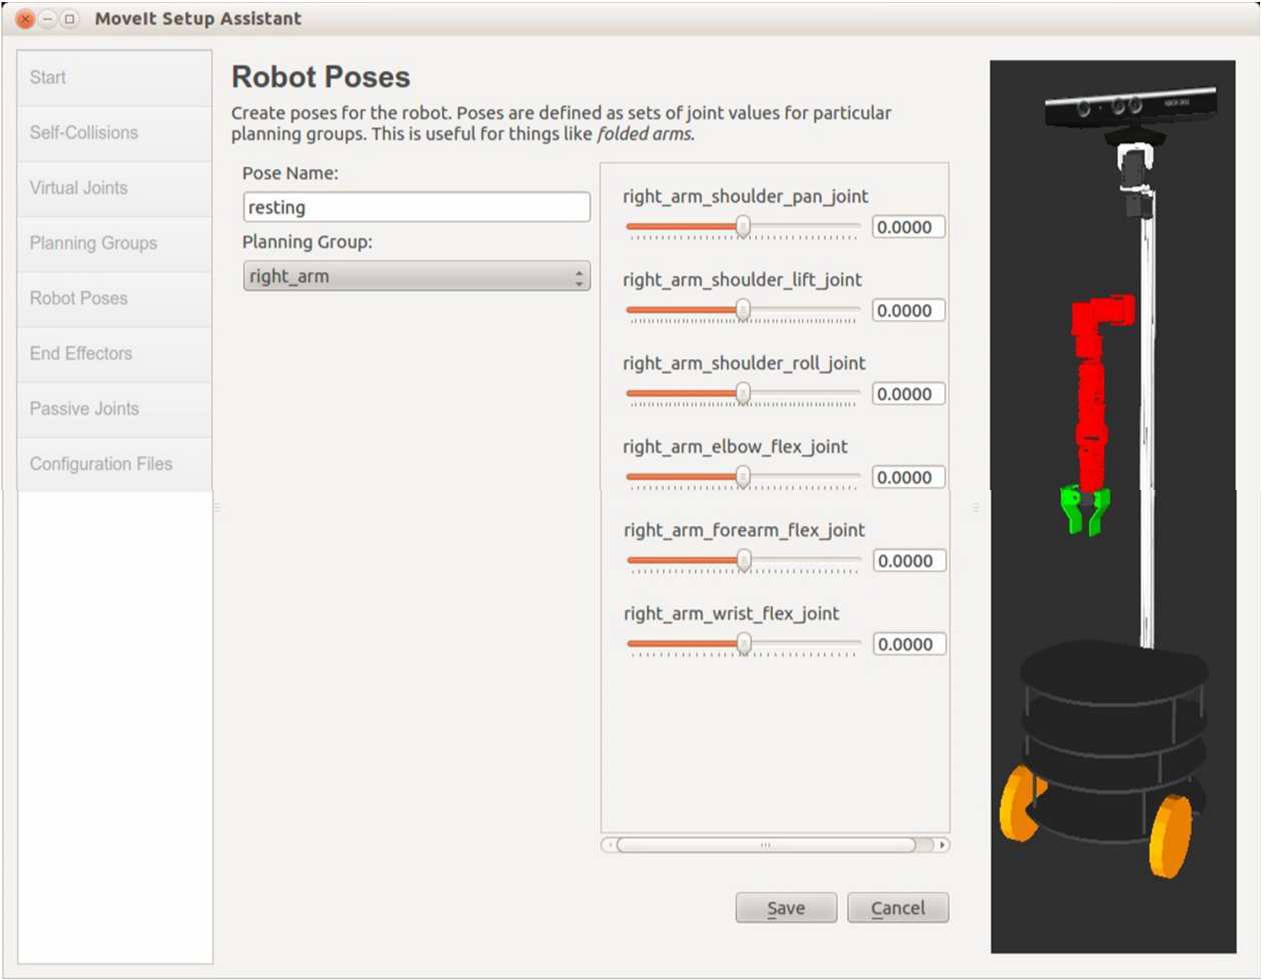 MoveIt Setup Assistant
Start
Self-Collisions
Virtual Joints
Planning Groups
Robot Poses
End Effectors
Passive Joints
Configuration Files
Robot Poses
Create poses for the robot. Poses are defined as sets of joint values for particular
planning groups. This is useful for things like folded arms.
Pose Name:
resting
Planning Group:
right_arm
right_arm_shoulder_pan_joint
0.0000
right_arm_shoulder_lift_joint
0.0000
right_arm_shoulder_roll_joint
0.0000
right_arm_elbow_flex_joint
0.0000
right_arm_forearm_flex_joint
0.0000
right_arm_wrist_flex_joint
0.0000
Save
Cancel